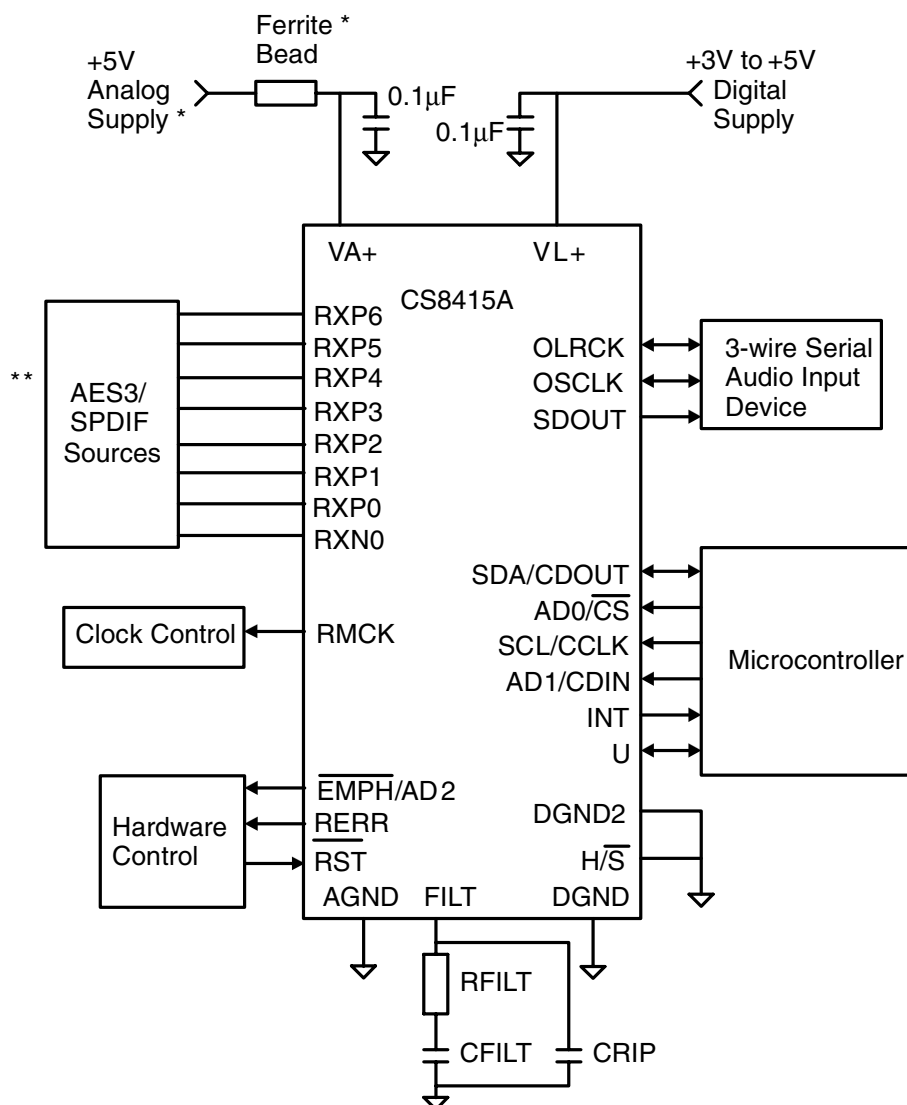 Ferrite *
Bead
+5V
Analog
Supply *
0.1µF
0.1µF
+3V to +5V
Digital
Supply
VA+
VL+
CS8415A
**
AES3/
SPDIF
Sources
RXP6
RXP5
RXP4
RXP3
RXP2
RXP1
RXP0
RXN0
OLRCK
OSCLK
SDOUT
3-wire Serial
Audio Input
Device
Clock Control
RMCK
SDA/CDOUT
AD0/CS
SCL/CCLK
AD1/CDIN
INT
U
Microcontroller
Hardware
Control
EMPH/AD2
RERR
RST
DGND2
H/S
AGND
FILT
DGND
RFILT
CFILT
CRIP